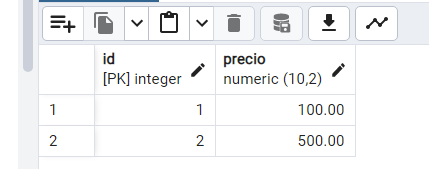 id precio
[PK] integer numeric (10,2)
1 1 100.00
2 2 500.00